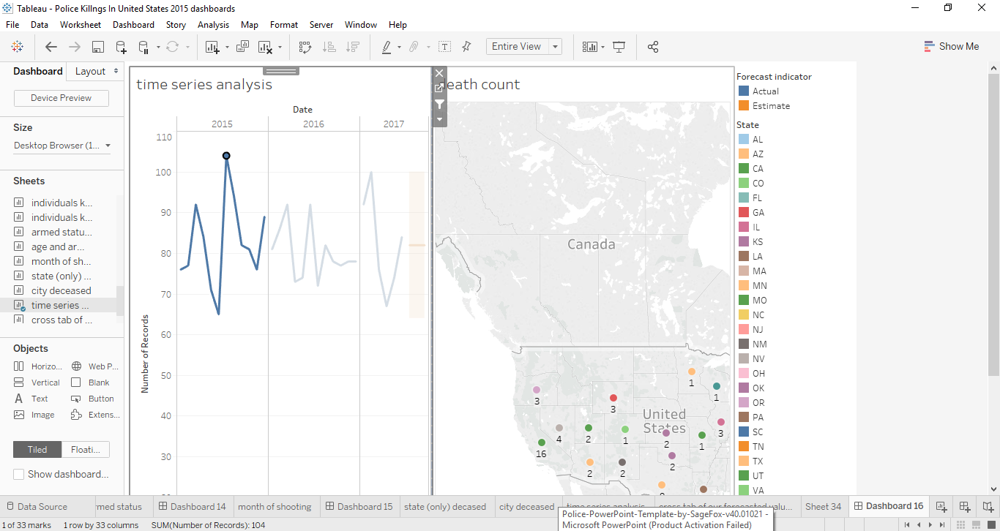 Tableau - Police Killngs In United States 2015 dashboards
File Data Worksheet Dashboard Story Analysis Map Format Server Window Help
Entire View
Show Me
Dashboard Layout
Device Preview
Size
Desktop Browser (1...
Sheets
individuals k...
individuals k...
armed statu...
age and ar...
month of sh...
state (only) ...
city deceased
time series ...
cross tab of ...
Objects
Horizo... Web P...
Vertical Blank
Text Button
Image Extens...
Tiled Floati...
Show dashboard...
time series analysis
Date
2015 2016 2017
110
100
90
80
70
60
50
40
30
Number of Records
death count
Canada
United
States
1
1
3
3
3
4
2
1
2
1
16
2
2
2
Forecast indicator
Actual
Estimate
State
AL
AZ
CA
CO
FL
GA
IL
KS
LA
MA
MN
MO
NC
NJ
NM
NV
OH
OK
OR
PA
SC
TN
TX
UT
VA
Data Source rmed status Dashboard 14 month of shooting Dashboard 15 state (only) decased city deceased time series analysis cross tab of our forecasted valu... Sheet 34 Dashboard 16
Police-PowerPoint-Template-by-SageFox-v40.01021 -
Microsoft PowerPoint (Product Activation Failed)
1 of 33 marks 1 row by 33 columns SUM(Number of Records): 104